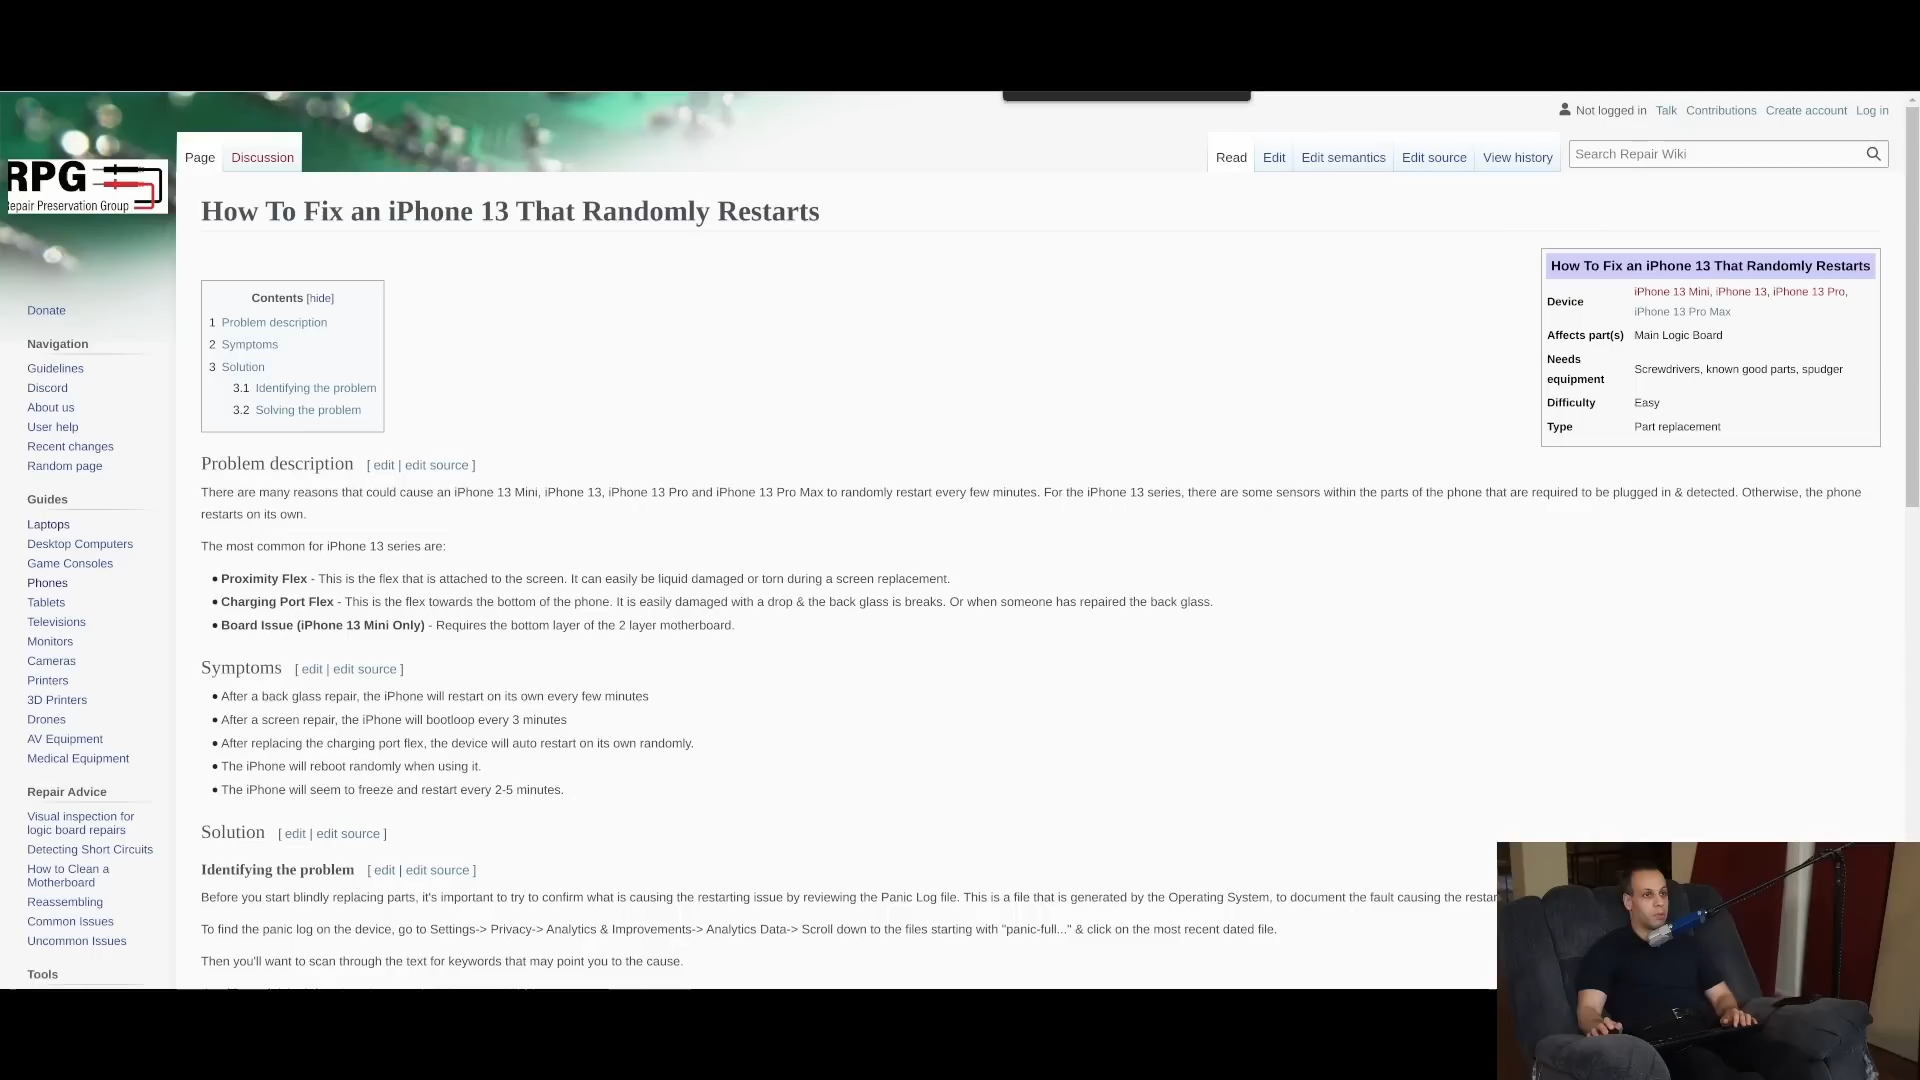 Not logged in Talk Contributions Create account Log in
Page Discussion Read Edit Edit semantics Edit source View history Search Repair Wiki
RPG
Repair Preservation Group
How To Fix an iPhone 13 That Randomly Restarts
Donate
Navigation
Guidelines
Discord
About us
User help
Recent changes
Random page
Guides
Laptops
Desktop Computers
Game Consoles
Phones
Tablets
Televisions
Monitors
Cameras
Printers
3D Printers
Drones
AV Equipment
Medical Equipment
Repair Advice
Visual inspection for
logic board repairs
Detecting Short Circuits
How to Clean a
Motherboard
Reassembling
Common Issues
Uncommon Issues
Tools
Contents [hide]
1 Problem description
2 Symptoms
3 Solution
3.1 Identifying the problem
3.2 Solving the problem
How To Fix an iPhone 13 That Randomly Restarts
Device iPhone 13 Mini, iPhone 13, iPhone 13 Pro,
iPhone 13 Pro Max
Affects part(s) Main Logic Board
Needs
equipment Screwdrivers, known good parts, spudger
Difficulty Easy
Type Part replacement
Problem description [ edit | edit source ]
There are many reasons that could cause an iPhone 13 Mini, iPhone 13, iPhone 13 Pro and iPhone 13 Pro Max to randomly restart every few minutes. For the iPhone 13 series, there are some sensors within the parts of the phone that are required to be plugged in & detected. Otherwise, the phone
restarts on its own.
The most common for iPhone 13 series are:
• Proximity Flex - This is the flex that is attached to the screen. It can easily be liquid damaged or torn during a screen replacement.
• Charging Port Flex - This is the flex towards the bottom of the phone. It is easily damaged with a drop & the back glass is breaks. Or when someone has repaired the back glass.
• Board Issue (iPhone 13 Mini Only) - Requires the bottom layer of the 2 layer motherboard.
Symptoms [ edit | edit source ]
• After a back glass repair, the iPhone will restart on its own every few minutes
• After a screen repair, the iPhone will bootloop every 3 minutes
• After replacing the charging port flex, the device will auto restart on its own randomly.
• The iPhone will reboot randomly when using it.
• The iPhone will seem to freeze and restart every 2-5 minutes.
Solution [ edit | edit source ]
Identifying the problem [ edit | edit source ]
Before you start blindly replacing parts, it's important to try to confirm what is causing the restarting issue by reviewing the Panic Log file. This is a file that is generated by the Operating System, to document the fault causing the restar
To find the panic log on the device, go to Settings-> Privacy-> Analytics & Improvements-> Analytics Data-> Scroll down to the files starting with "panic-full..." & click on the most recent dated file.
Then you'll want to scan through the text for keywords that may point you to the cause.